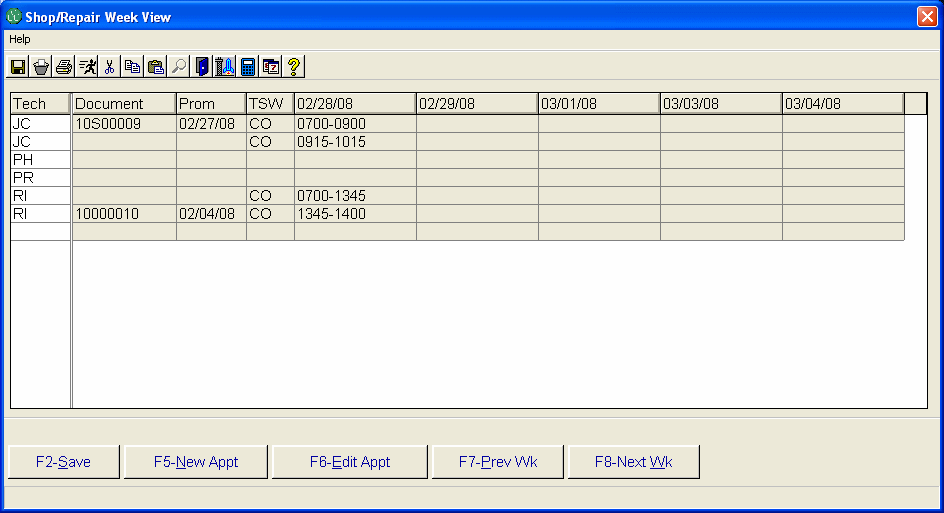 Shop/Repair Week View
Help
Tech Document Prom TSW 02/28/08 02/29/08 03/01/08 03/03/08 03/04/08
JC 10S00009 02/27/08 CO 0700-0900
JC CO 0915-1015
PH
PR
RI CO 0700-1345
RI 10000010 02/04/08 CO 1345-1400
F2-Save F5-New Appt F6-Edit Appt F7-Prev Wk F8-Next Wk